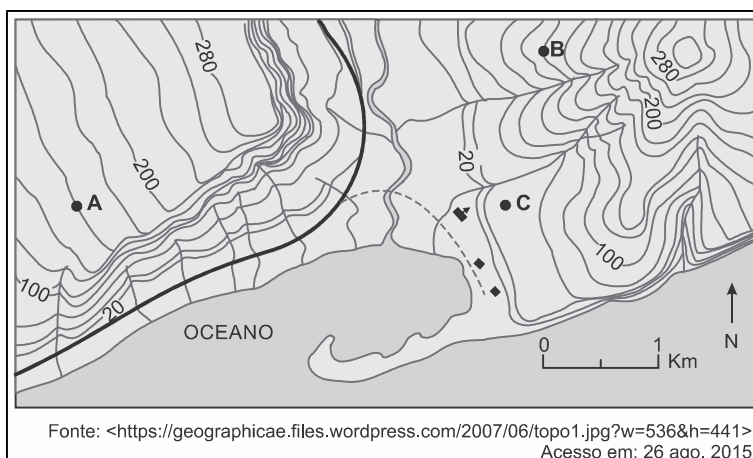 280
B
280
200
20
200
A
C
100
100
20
OCEANO
0 1
Km
N
Fonte: <https://geographicae.files.wordpress.com/2007/06/topo1.jpg?w=536&h=441>
Acesso em: 26 ago. 2015